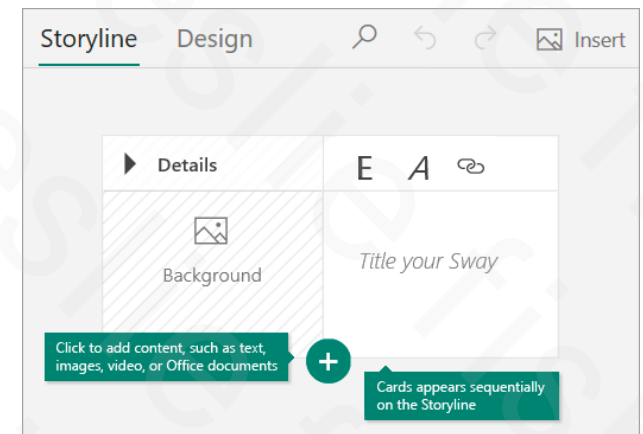 Storyline Design Insert
Details E A
Background
Title your Sway
Click to add content, such as text,
images, video, or Office documents
Cards appears sequentially
on the Storyline